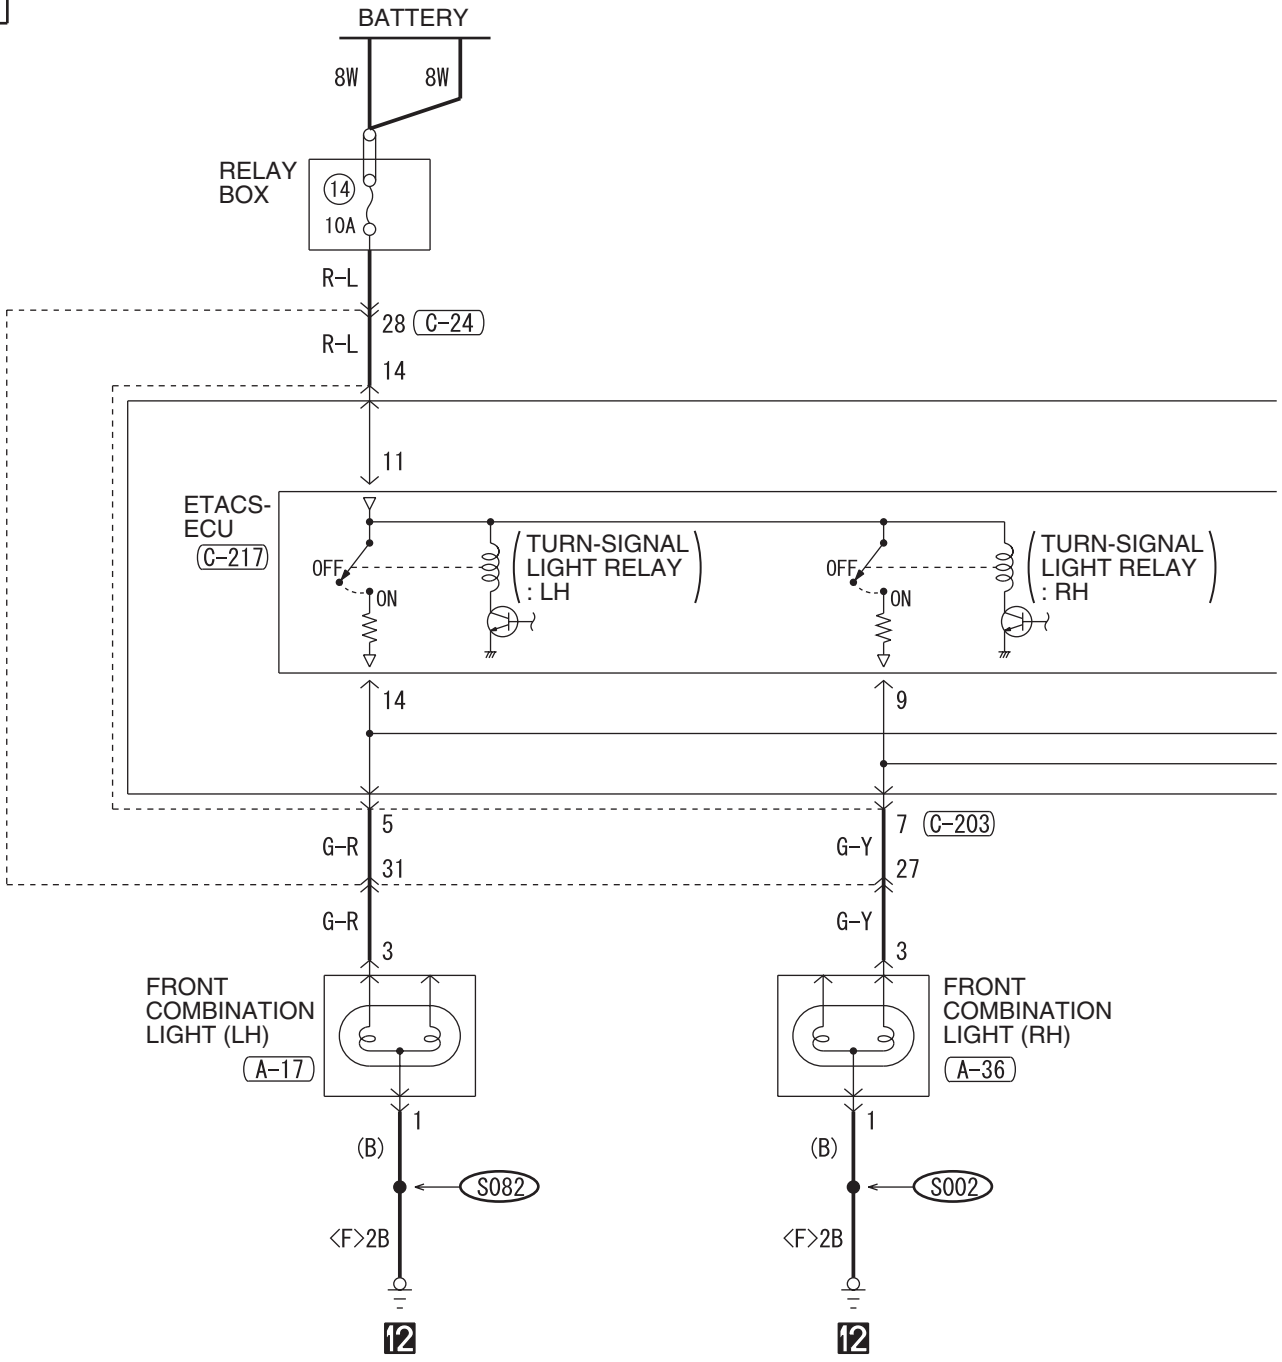 BATTERY
8W
8W
RELAY
BOX
14
10A
R-L
28 C-24
R-L
14
11
ETACS-
ECU
C-217
OFF
ON
TURN-SIGNAL
LIGHT RELAY
: LH
OFF
ON
TURN-SIGNAL
LIGHT RELAY
: RH
14
9
5
7 C-203
G-R
G-Y
31
27
G-R
G-Y
3
3
FRONT
COMBINATION
LIGHT (LH)
A-17
FRONT
COMBINATION
LIGHT (RH)
A-36
1
1
(B)
(B)
S082
S002
<F>2B
<F>2B
12
12